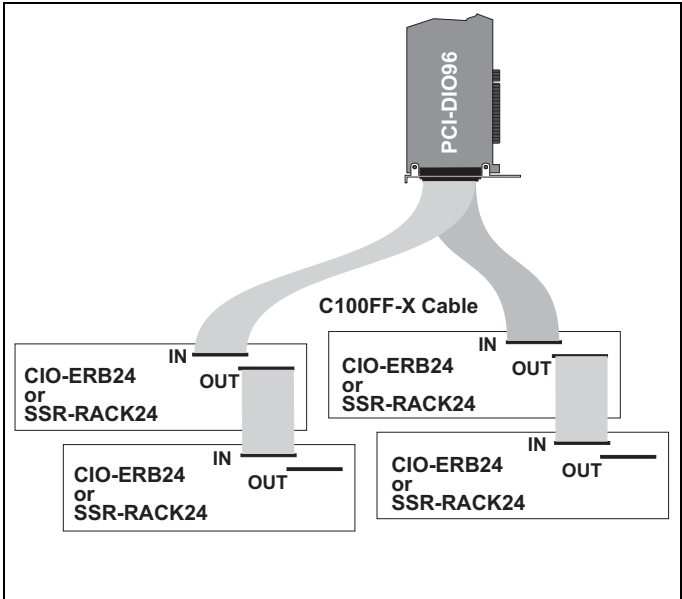 PCI-DIO96
C100FF-X Cable
IN
OUT
CIO-ERB24
or
SSR-RACK24
IN
OUT
CIO-ERB24
or
SSR-RACK24
IN
OUT
CIO-ERB24
or
SSR-RACK24
IN
OUT
CIO-ERB24
or
SSR-RACK24